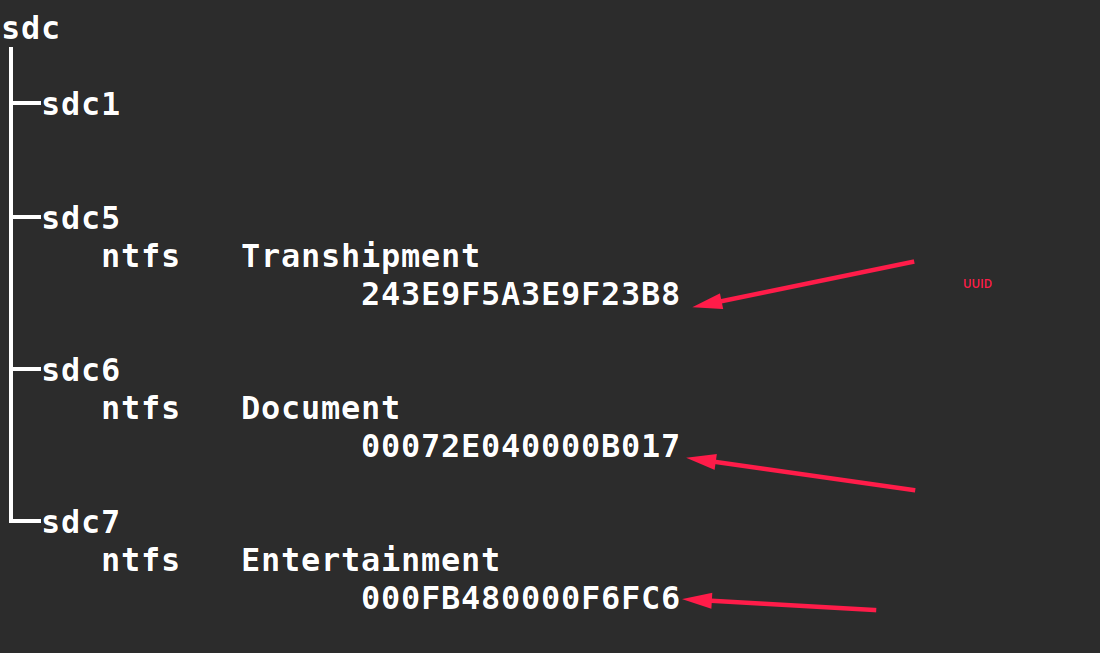 sdc
sdc1
sdc5
ntfs Transhipment
243E9F5A3E9F23B8
UUID
sdc6
ntfs Document
00072E040000B017
sdc7
ntfs Entertainment
000FB480000F6FC6